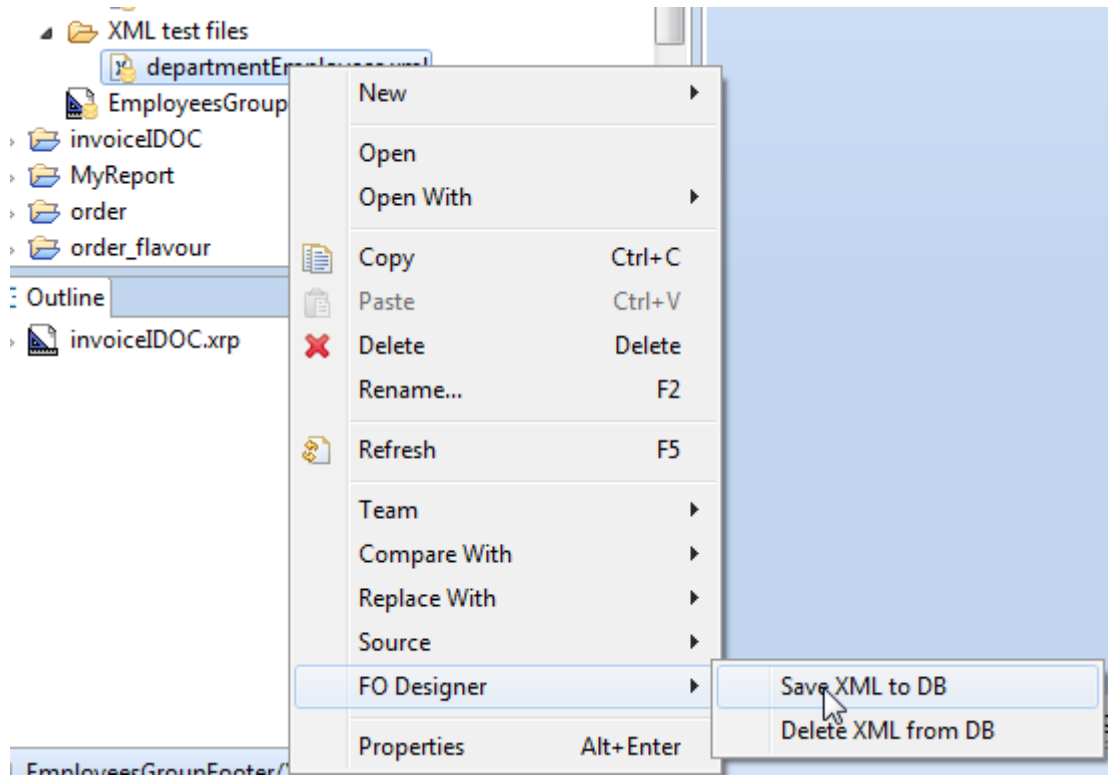 XML test files
departmentEmployees.xml
EmployeesGroup
invoiceIDOC
MyReport
order
order_flavour
Outline
invoiceIDOC.xrp
New
Open
Open With
Copy Ctrl+C
Paste Ctrl+V
Delete Delete
Rename... F2
Refresh F5
Team
Compare With
Replace With
Source
FO Designer
Properties Alt+Enter
Save XML to DB
Delete XML from DB
EmployeesGroupFooter/